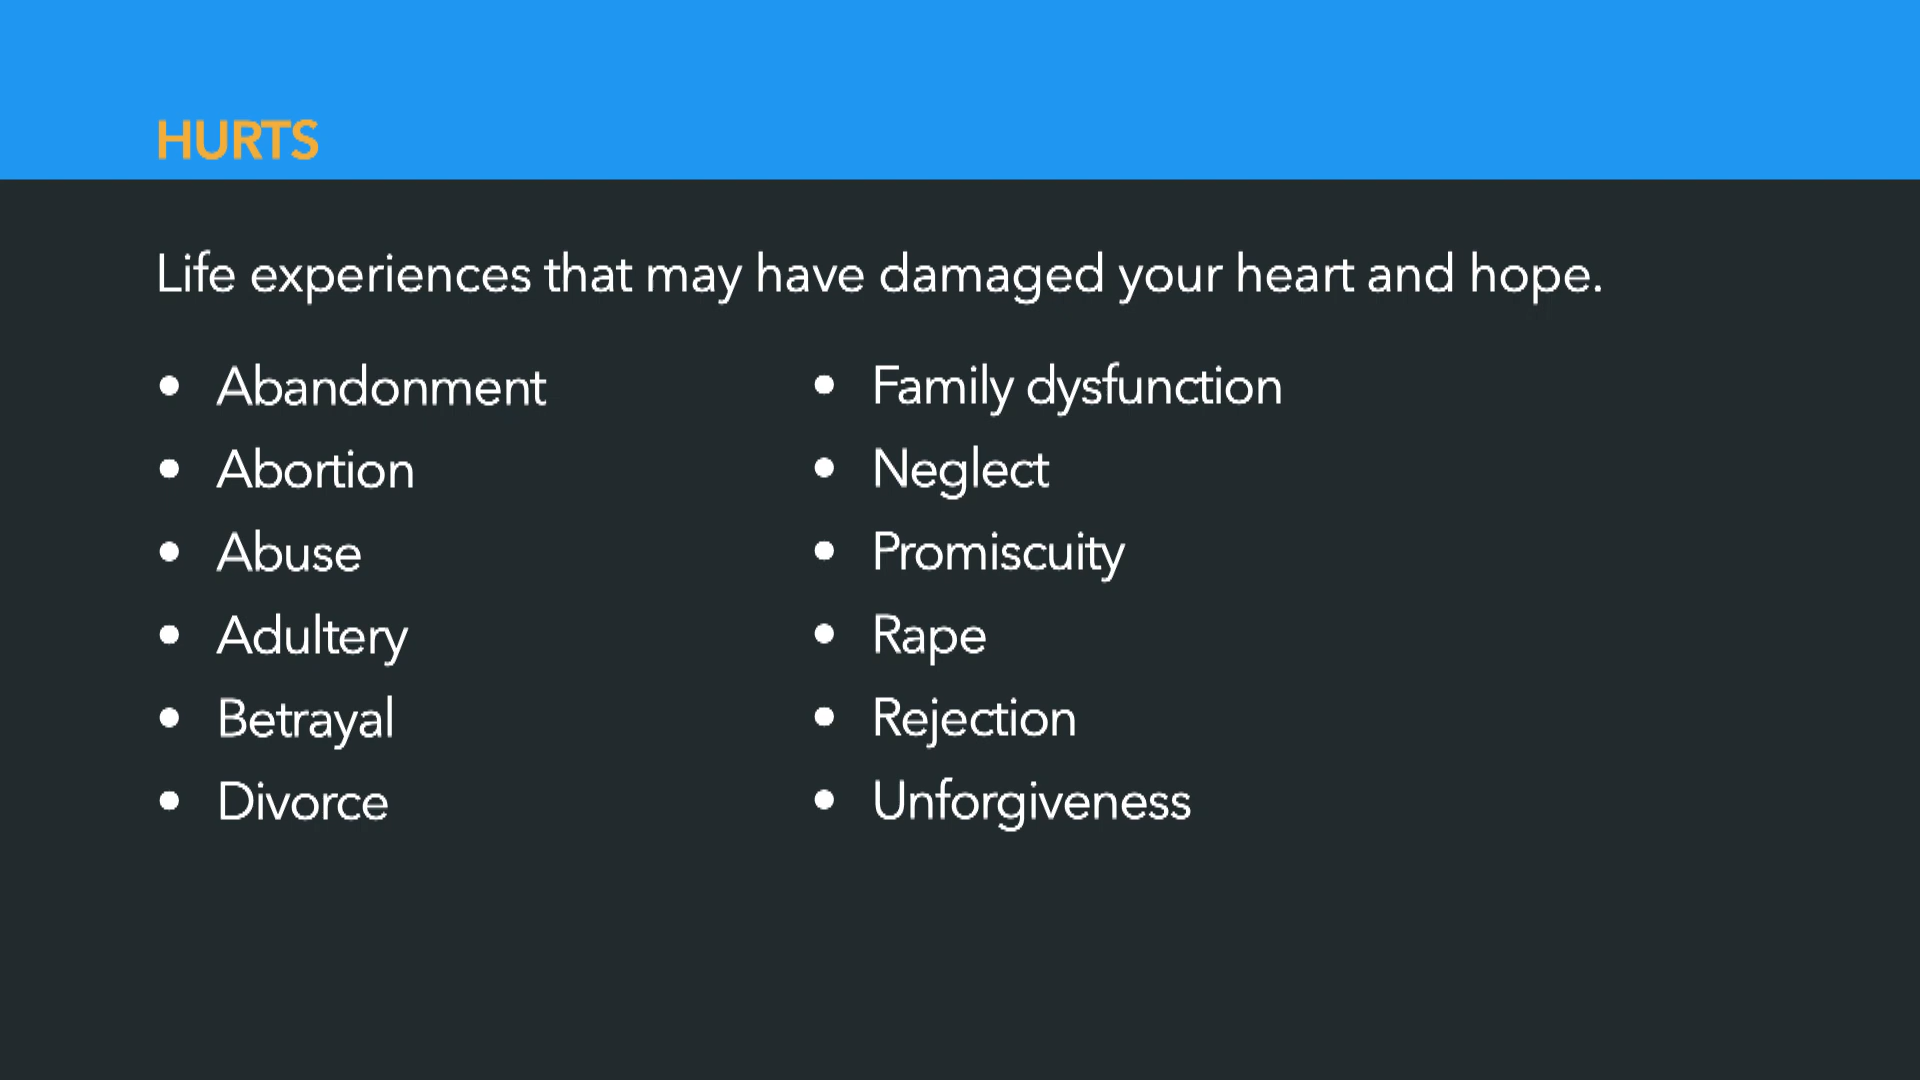 HURTS
Life experiences that may have damaged your heart and hope.
• Abandonment
• Abortion
• Abuse
• Adultery
• Betrayal
• Divorce
• Family dysfunction
• Neglect
• Promiscuity
• Rape
• Rejection
• Unforgiveness